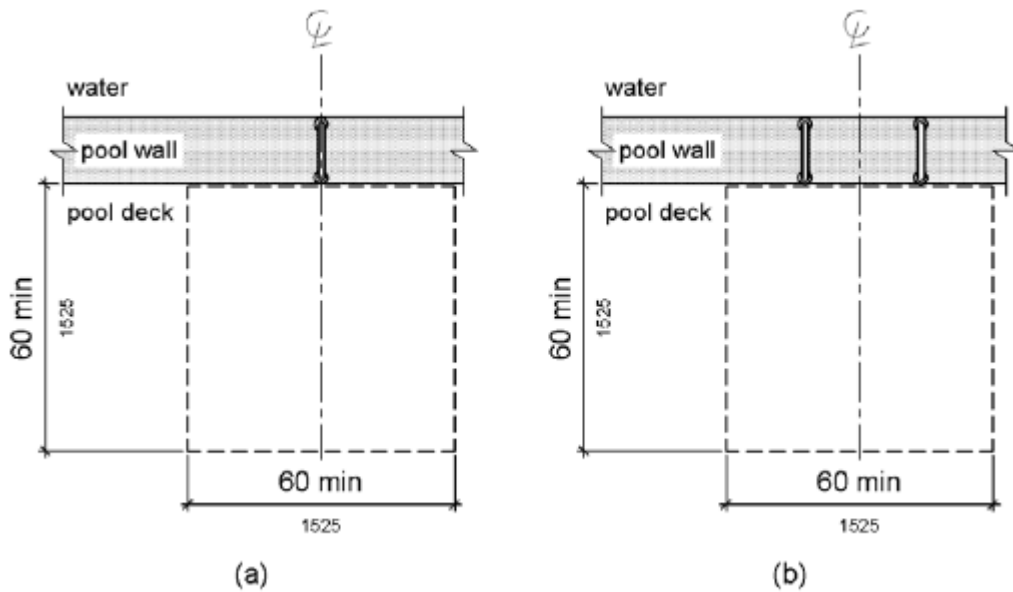 ℄
water
pool wall
pool deck
60 min
1525
60 min
1525
(a)
℄
water
pool wall
pool deck
60 min
1525
60 min
1525
(b)